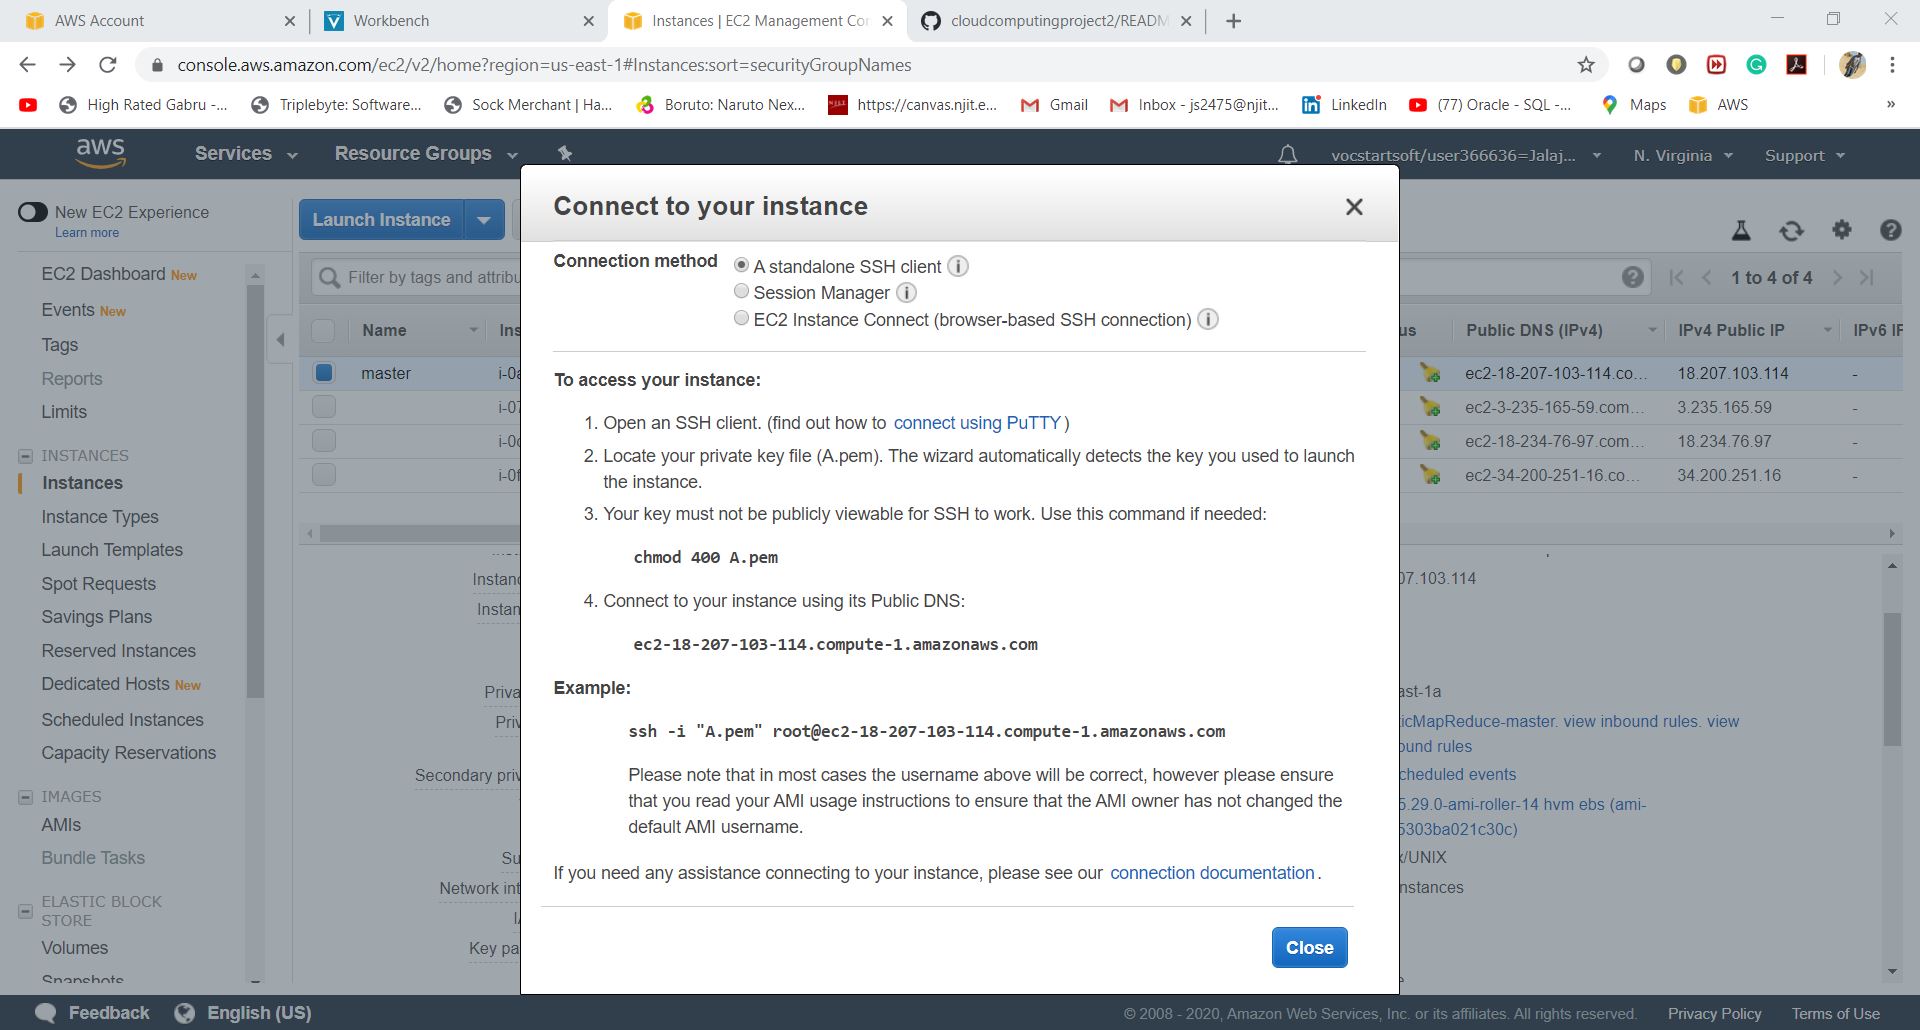 AWS Account
Workbench
Instances | EC2 Management Con
cloudcomputingproject2/READM
console.aws.amazon.com/ec2/v2/home?region=us-east-1#Instances:sort=securityGroupNames
High Rated Gabru -...
Triplebyte: Software...
Sock Merchant | Ha...
Boruto: Naruto Nex...
https://canvas.njit.e...
Gmail
Inbox - js2475@njit...
LinkedIn
(77) Oracle - SQL -...
Maps
AWS
»
aws
Services
Resource Groups
vocstartsoft/user366636=Jalaj...
N. Virginia
Support
New EC2 Experience
Learn more
EC2 Dashboard New
Events New
Tags
Reports
Limits
INSTANCES
Instances
Instance Types
Launch Templates
Spot Requests
Savings Plans
Reserved Instances
Dedicated Hosts New
Scheduled Instances
Capacity Reservations
IMAGES
AMIs
Bundle Tasks
ELASTIC BLOCK
STORE
Volumes
Snapshots
Launch Instance
Filter by tags and attribu
1 to 4 of 4
Name
Ins
us
Public DNS (IPv4)
IPv4 Public IP
IPv6 IP
master
i-0a
ec2-18-207-103-114.co...
18.207.103.114
-
i-07
ec2-3-235-165-59.com...
3.235.165.59
-
i-0c
ec2-18-234-76-97.com...
18.234.76.97
-
i-0f
ec2-34-200-251-16.co...
34.200.251.16
-
Instanc
07.103.114
Instan
Priva
ast-1a
Priv
ticMapReduce-master. view inbound rules. view
ound rules
Secondary priv
cheduled events
5.29.0-ami-roller-14 hvm ebs (ami-
5303ba021c30c)
Su
x/UNIX
Network int
nstances
Key pa
Connect to your instance
Connection method
A standalone SSH client
Session Manager
EC2 Instance Connect (browser-based SSH connection)
To access your instance:
1. Open an SSH client. (find out how to connect using PuTTY )
2. Locate your private key file (A.pem). The wizard automatically detects the key you used to launch
the instance.
3. Your key must not be publicly viewable for SSH to work. Use this command if needed:
chmod 400 A.pem
4. Connect to your instance using its Public DNS:
ec2-18-207-103-114.compute-1.amazonaws.com
Example:
ssh -i "A.pem" root@ec2-18-207-103-114.compute-1.amazonaws.com
Please note that in most cases the username above will be correct, however please ensure
that you read your AMI usage instructions to ensure that the AMI owner has not changed the
default AMI username.
If you need any assistance connecting to your instance, please see our connection documentation .
Close
Feedback
English (US)
© 2008 - 2020, Amazon Web Services, Inc. or its affiliates. All rights reserved.
Privacy Policy
Terms of Use